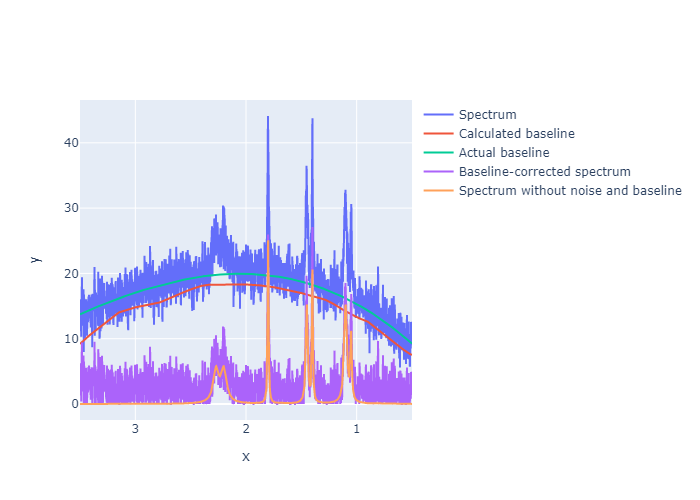 Spectrum
Calculated baseline
Actual baseline
Baseline-corrected spectrum
Spectrum without noise and baseline
40
30
20
10
0
y
3
2
1
x